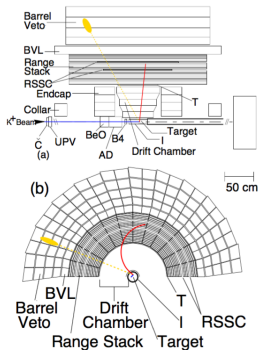 Barrel
Veto
BVL
Range
Stack
RSSC
Endcap
T
Collar
K+ Beam
C
UPV
BeO
B4
Target
(a)
AD
I
Drift Chamber
50 cm
(b)
BVL
Barrel
Veto
Drift
Chamber
Range Stack
T
I
RSSC
Target